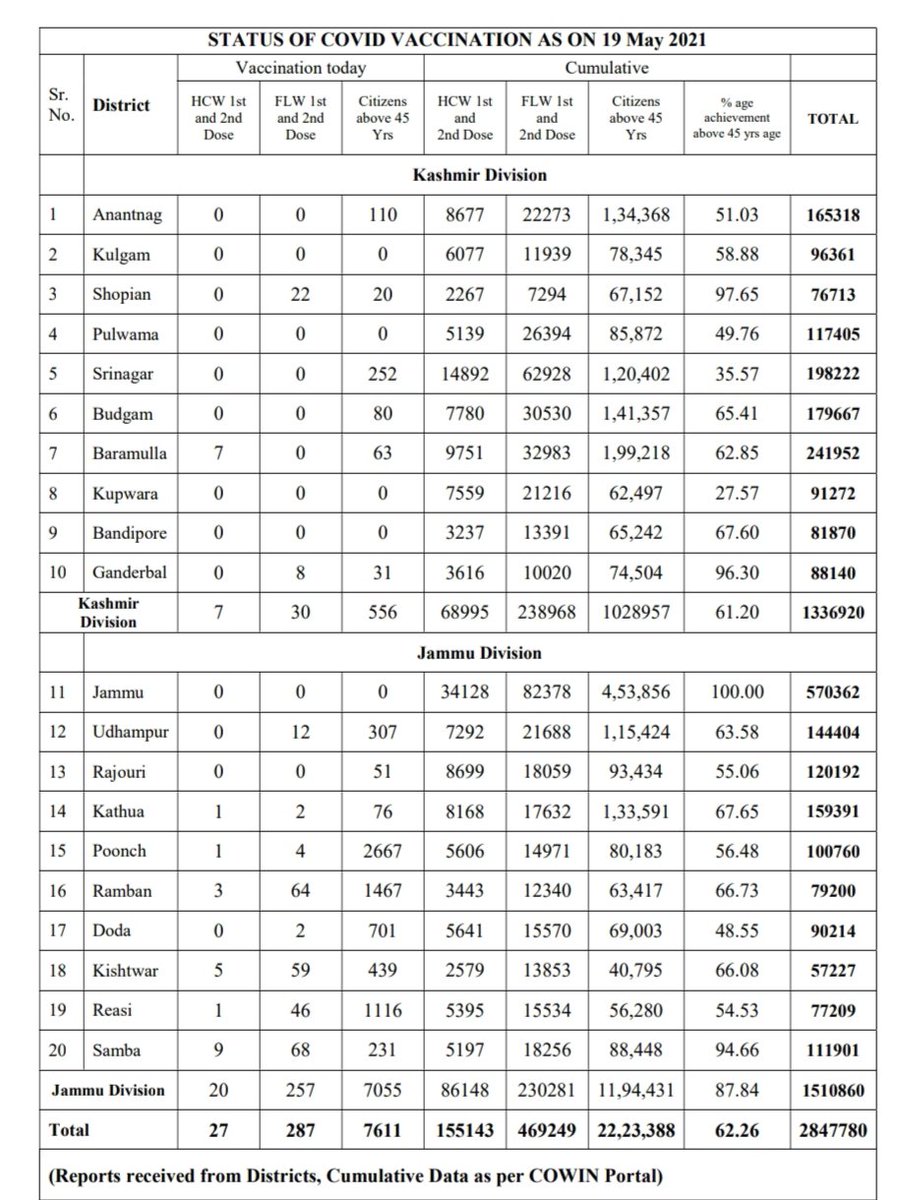 STATUS OF COVID VACCINATION AS ON 19 May 2021
Vaccination today Cumulative
Sr. No. District HCW 1st and 2nd Dose FLW 1st and 2nd Dose Citizens above 45 Yrs HCW 1st and 2nd Dose FLW 1st and 2nd Dose Citizens above 45 Yrs % age achievement above 45 yrs age TOTAL
Kashmir Division
1 Anantnag 0 0 110 8677 22273 1,34,368 51.03 165318
2 Kulgam 0 0 0 6077 11939 78,345 58.88 96361
3 Shopian 0 22 20 2267 7294 67,152 97.65 76713
4 Pulwama 0 0 0 5139 26394 85,872 49.76 117405
5 Srinagar 0 0 252 14892 62928 1,20,402 35.57 198222
6 Budgam 0 0 80 7780 30530 1,41,357 65.41 179667
7 Baramulla 7 0 63 9751 32983 1,99,218 62.85 241952
8 Kupwara 0 0 0 7559 21216 62,497 27.57 91272
9 Bandipore 0 0 0 3237 13391 65,242 67.60 81870
10 Ganderbal 0 8 31 3616 10020 74,504 96.30 88140
Kashmir Division 7 30 556 68995 238968 1028957 61.20 1336920
Jammu Division
11 Jammu 0 0 0 34128 82378 4,53,856 100.00 570362
12 Udhampur 0 12 307 7292 21688 1,15,424 63.58 144404
13 Rajouri 0 0 51 8699 18059 93,434 55.06 120192
14 Kathua 1 2 76 8168 17632 1,33,591 67.65 159391
15 Poonch 1 4 2667 5606 14971 80,183 56.48 100760
16 Ramban 3 64 1467 3443 12340 63,417 66.73 79200
17 Doda 0 2 701 5641 15570 69,003 48.55 90214
18 Kishtwar 5 59 439 2579 13853 40,795 66.08 57227
19 Reasi 1 46 1116 5395 15534 56,280 54.53 77209
20 Samba 9 68 231 5197 18256 88,448 94.66 111901
Jammu Division 20 257 7055 86148 230281 11,94,431 87.84 1510860
Total 27 287 7611 155143 469249 22,23,388 62.26 2847780
(Reports received from Districts, Cumulative Data as per COWIN Portal)